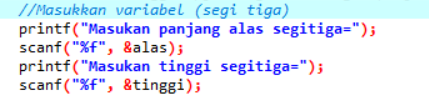 //Masukkan variabel (segi tiga)
printf("Masukan panjang alas segitiga=");
scanf("%f", &alas);
printf("Masukan tinggi segitiga=");
scanf("%f", &tinggi);